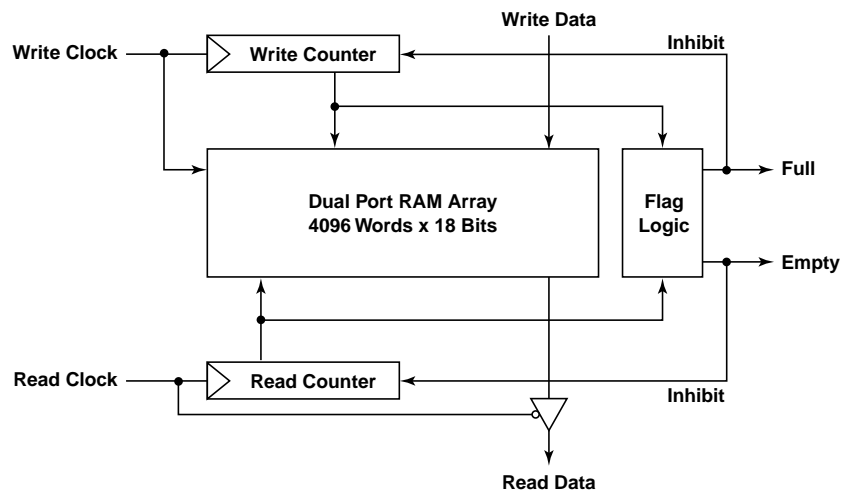 Write Data
Write Clock
Write Counter
Inhibit
Dual Port RAM Array
4096 Words x 18 Bits
Flag
Logic
Full
Empty
Read Clock
Read Counter
Inhibit
Read Data